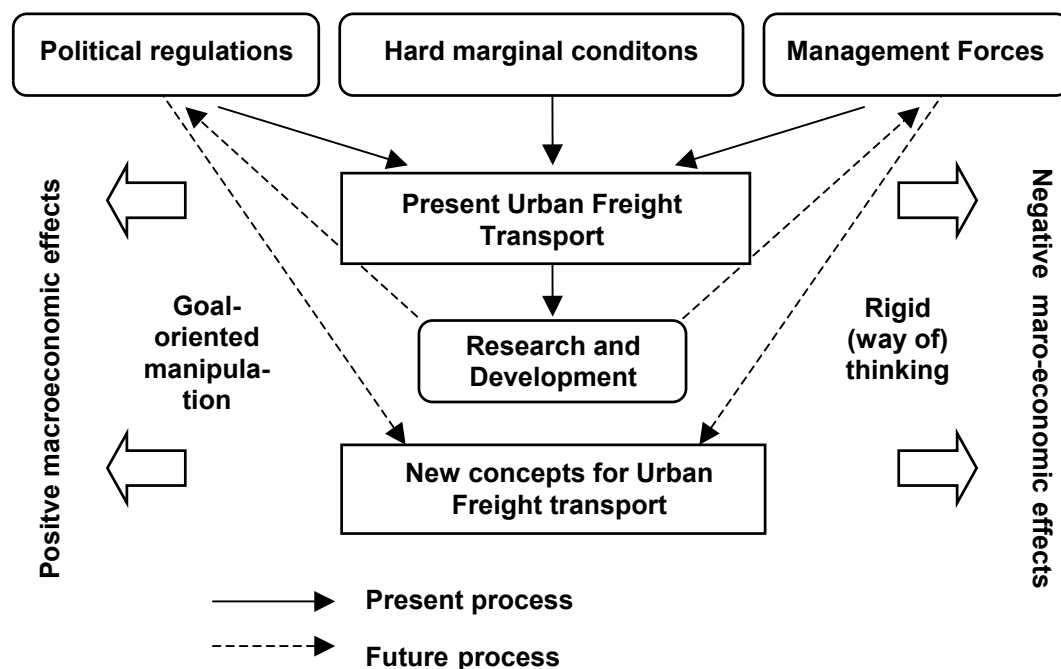 Political regulations
Hard marginal conditons
Management Forces
Present Urban Freight
Transport
Positve macroeconomic effects
Goal-
oriented
manipula-
tion
Research and
Development
Rigid
(way of)
thinking
Negative maro-economic effects
New concepts for Urban
Freight transport
Present process
Future process